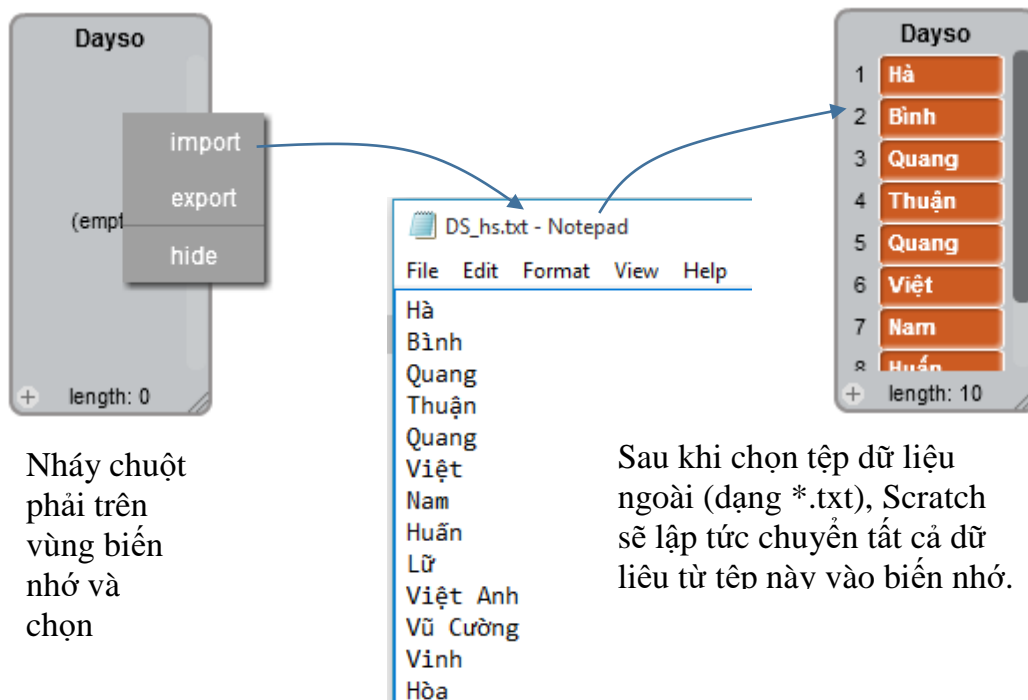 Dayso
import
export
(empt
hide
+ length: 0
Nháy chuột
phải trên
vùng biến
nhớ và
chọn
DS_hs.txt - Notepad
File Edit Format View Help
Hà
Bình
Quang
Thuận
Quang
Việt
Nam
Huấn
Lữ
Việt Anh
Vũ Cường
Vinh
Hòa
Dayso
1 Hà
2 Bình
3 Quang
4 Thuận
5 Quang
6 Việt
7 Nam
8 Huấn
+ length: 10
Sau khi chọn tệp dữ liệu
ngoài (dạng *.txt), Scratch
sẽ lập tức chuyển tất cả dữ
liệu từ tệp này vào biến nhớ.